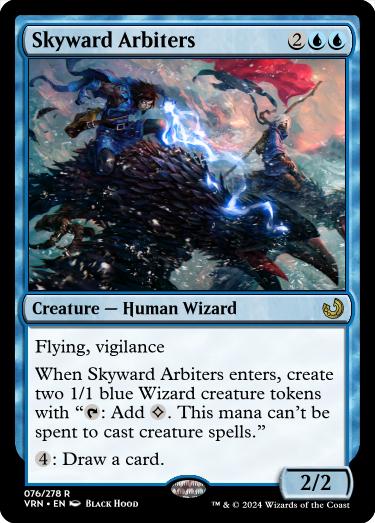 Skyward Arbiters 2
Creature — Human Wizard
Flying, vigilance
When Skyward Arbiters enters, create
two 1/1 blue Wizard creature tokens
with “: Add . This mana can’t be
spent to cast creature spells.”
4: Draw a card.
2/2
076/278 R
VRN • EN BLACK HOOD
™ & © 2024 Wizards of the Coast